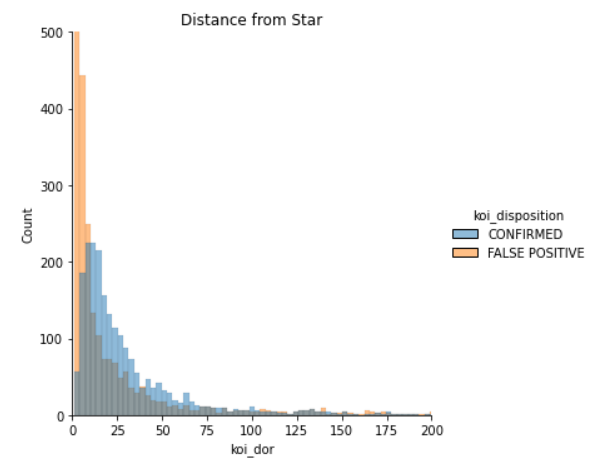 Distance from Star
500
400
300
200
100
0
Count
0 25 50 75 100 125 150 175 200
koi_dor
koi_disposition
CONFIRMED
FALSE POSITIVE